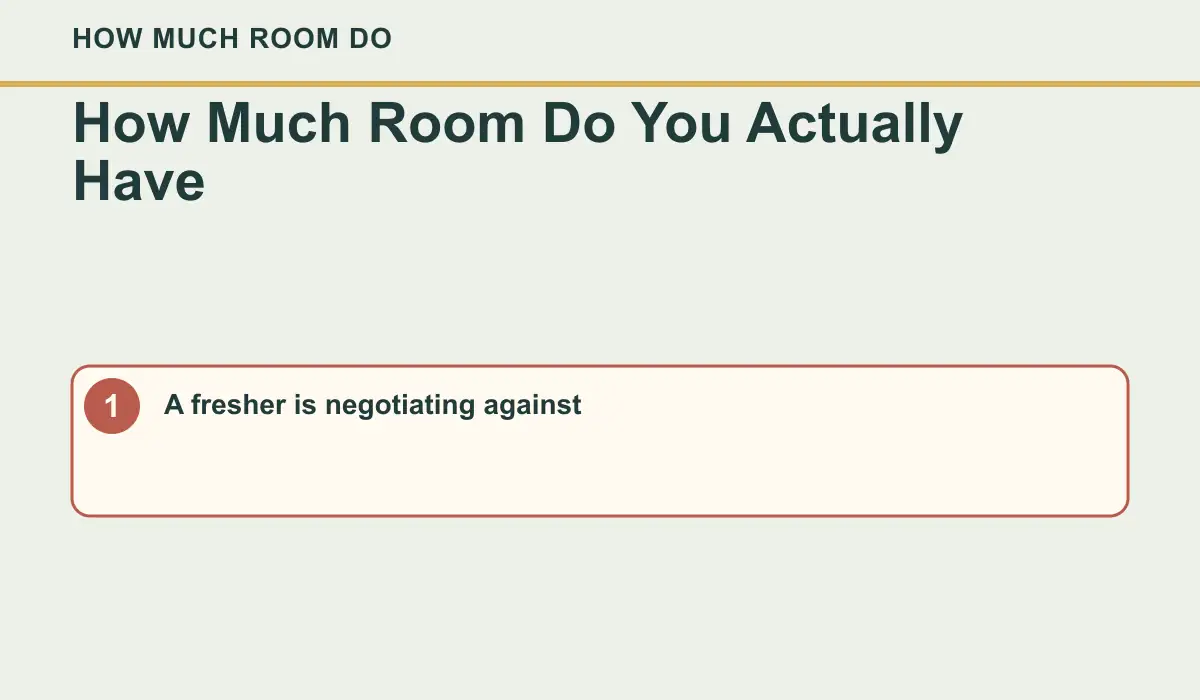 HOW MUCH ROOM DO
How Much Room Do You Actually
Have
1
A fresher is negotiating against